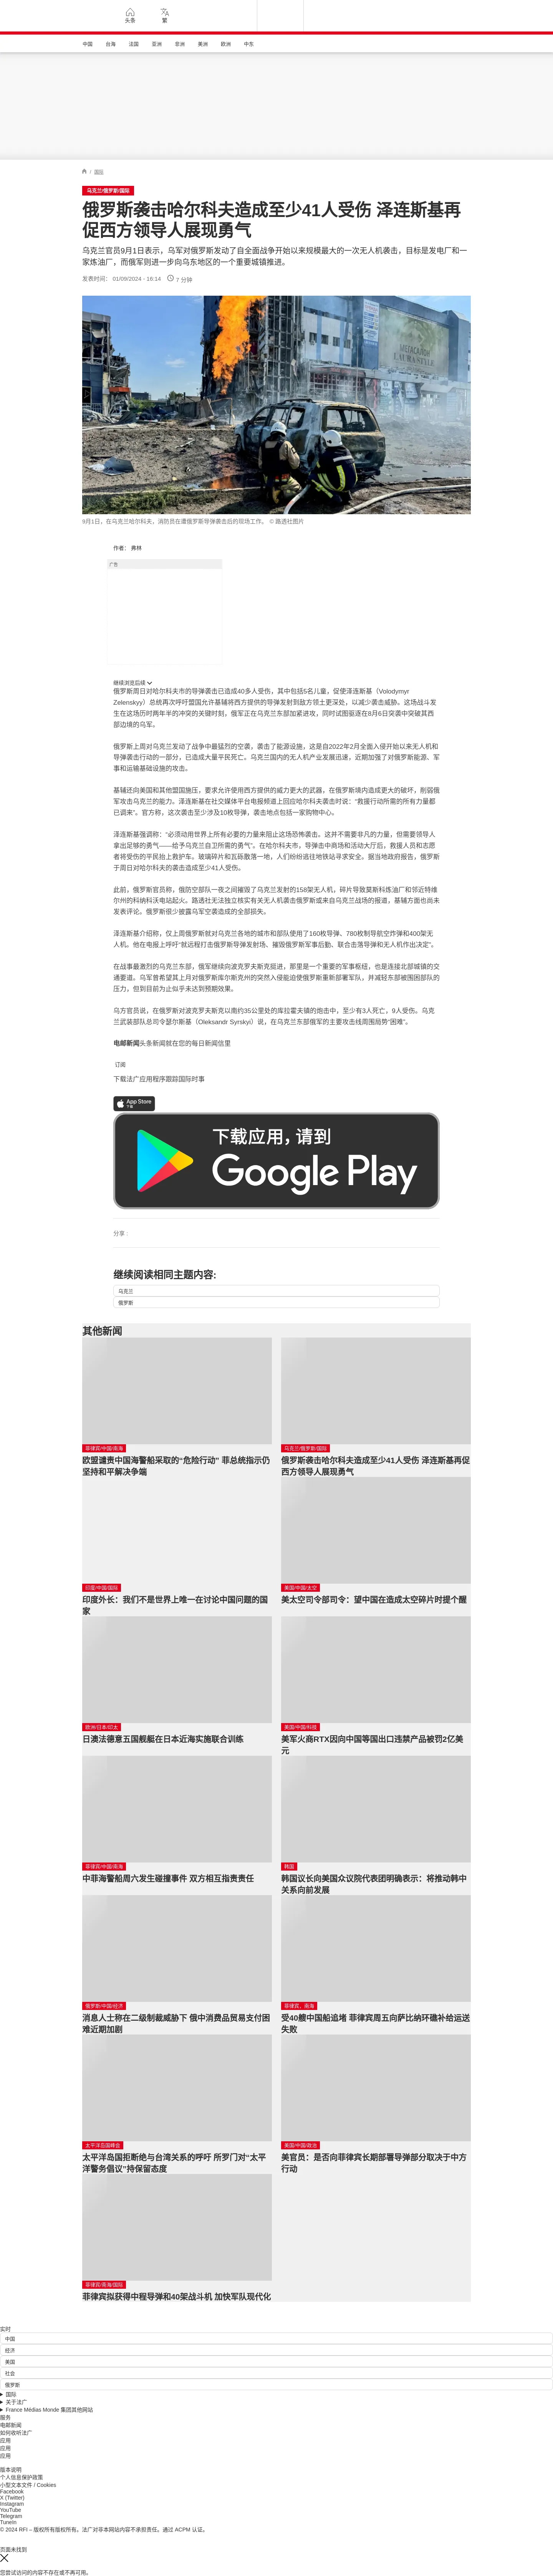 头条
繁
中国
台海
法国
亚洲
非洲
美洲
欧洲
中东
国际
乌克兰/俄罗斯/国际
俄罗斯袭击哈尔科夫造成至少41人受伤 泽连斯基再
促西方领导人展现勇气
乌克兰官员9月1日表示，乌军对俄罗斯发动了自全面战争开始以来规模最大的一次无人机袭击，目标是发电厂和一
家炼油厂，而俄军则进一步向乌东地区的一个重要城镇推进。
发表时间： 01/09/2024 - 16:14
? 分钟
9月1日，在乌克兰哈尔科夫，消防员在遭俄罗斯导弹袭击后的现场工作。 © 路透社图片
作者： 弗林
广告
继续浏览后续
俄罗斯周日对哈尔科夫市的导弹袭击已造成40多人受伤，其中包括5名儿童，促使泽连斯基（Volodymyr
Zelenskyy）总统再次呼吁盟国允许基辅将西方提供的导弹发射到敌方领土更深处，以减少袭击威胁。这场战斗发
生在这场历时两年半的冲突的关键时刻，俄军正在乌克兰东部加紧进攻，同时试图驱逐在8月6日突袭中突破其西
部边境的乌军。
俄罗斯上周对乌克兰发动了战争中最猛烈的空袭，袭击了能源设施，这是自2022年2月全面入侵开始以来无人机和
导弹袭击行动的一部分，已造成大量平民死亡。乌克兰国内的无人机产业发展迅速，近期加强了对俄罗斯能源、军
事和运输基础设施的攻击。
基辅还向美国和其他盟国施压，要求允许使用西方提供的威力更大的武器，在俄罗斯境内造成更大的破坏，削弱俄
军攻击乌克兰的能力。泽连斯基在社交媒体平台电报频道上回应哈尔科夫袭击时说：“救援行动所需的所有力量都
已调来”。官方称，这次袭击至少涉及10枚导弹，袭击地点包括一家购物中心。
泽连斯基强调称：“必须动用世界上所有必要的力量来阻止这场恐怖袭击。这并不需要非凡的力量，但需要领导人
拿出足够的勇气——给予乌克兰自卫所需的勇气”。在哈尔科夫市，导弹击中商场和活动大厅后，救援人员和志愿
者将受伤的平民抬上救护车。玻璃碎片和瓦砾散落一地，人们纷纷逃往地铁站寻求安全。据当地政府报告，俄罗斯
于周日对哈尔科夫的袭击造成至少41人受伤。
此前，俄罗斯官员称，俄防空部队一夜之间摧毁了乌克兰发射的158架无人机，碎片导致莫斯科炼油厂和邻近特维
尔州的科纳科沃电站起火。路透社无法独立核实有关无人机袭击俄罗斯或来自乌克兰战场的报道，基辅方面也尚未
发表评论。俄罗斯很少披露乌军空袭造成的全部损失。
泽连斯基介绍称，仅上周俄罗斯就对乌克兰各地的城市和部队使用了160枚导弹、780枚制导航空炸弹和400架无
人机。他在电报上呼吁“就远程打击俄罗斯导弹发射场、摧毁俄罗斯军事后勤、联合击落导弹和无人机作出决定”。
在战事最激烈的乌克兰东部，俄军继续向波克罗夫斯克挺进，那里是一个重要的军事枢纽，也是连接北部城镇的交
通要道。乌军曾希望其上月对俄罗斯库尔斯克州的突然入侵能迫使俄罗斯重新部署军队，并减轻东部被围困部队的
压力，但到目前为止似乎未达到预期效果。
乌方官员说，在俄罗斯对波克罗夫斯克以南约35公里处的库拉霍夫镇的炮击中，至少有3人死亡，9人受伤。乌克
兰武装部队总司令瑟尔斯基（Oleksandr Syrskyi）说，在乌克兰东部俄军的主要攻击线周围局势“困难”。
电邮新闻头条新闻就在您的每日新闻信里
订阅
下载法广应用程序跟踪国际时事
App Store
下载
下载应用，请到
Google Play
分享 :
继续阅读相同主题内容:
乌克兰
俄罗斯
其他新闻
菲律宾/中国/南海
欧盟谴责中国海警船采取的“危险行动” 菲总统指示仍
坚持和平解决争端
乌克兰/俄罗斯/国际
俄罗斯袭击哈尔科夫造成至少41人受伤 泽连斯基再促
西方领导人展现勇气
印度/中国/国际
印度外长：我们不是世界上唯一在讨论中国问题的国
家
美国/中国/太空
美太空司令部司令：望中国在造成太空碎片时提个醒
欧洲/日本/印太
日澳法德意五国舰艇在日本近海实施联合训练
美国/中国/科技
美军火商RTX因向中国等国出口违禁产品被罚2亿美
元
菲律宾/中国/南海
中菲海警船周六发生碰撞事件 双方相互指责责任
韩国
韩国议长向美国众议院代表团明确表示：将推动韩中
关系向前发展
俄罗斯/中国/经济
消息人士称在二级制裁威胁下 俄中消费品贸易支付困
难近期加剧
菲律宾，南海
受40艘中国船追堵 菲律宾周五向萨比纳环礁补给运送
失败
太平洋岛国峰会
太平洋岛国拒断绝与台湾关系的呼吁 所罗门对“太平
洋警务倡议”持保留态度
美国/中国/政治
美官员：是否向菲律宾长期部署导弹部分取决于中方
行动
菲律宾/南海/国际
菲律宾拟获得中程导弹和40架战斗机 加快军队现代化
实时
中国
经济
美国
社会
俄罗斯
国际
关于法广
France Médias Monde 集团其他网站
服务
电邮新闻
如何收听法广
应用
应用
应用
版本说明
个人信息保护政策
小型文本文件 / Cookies
Facebook
X (Twitter)
Instagram
YouTube
Telegram
TuneIn
© 2024 RFI – 版权所有版权所有。法广对非本网站内容不承担责任。通过 ACPM 认证。
页面未找到
您尝试访问的内容不存在或不再可用。